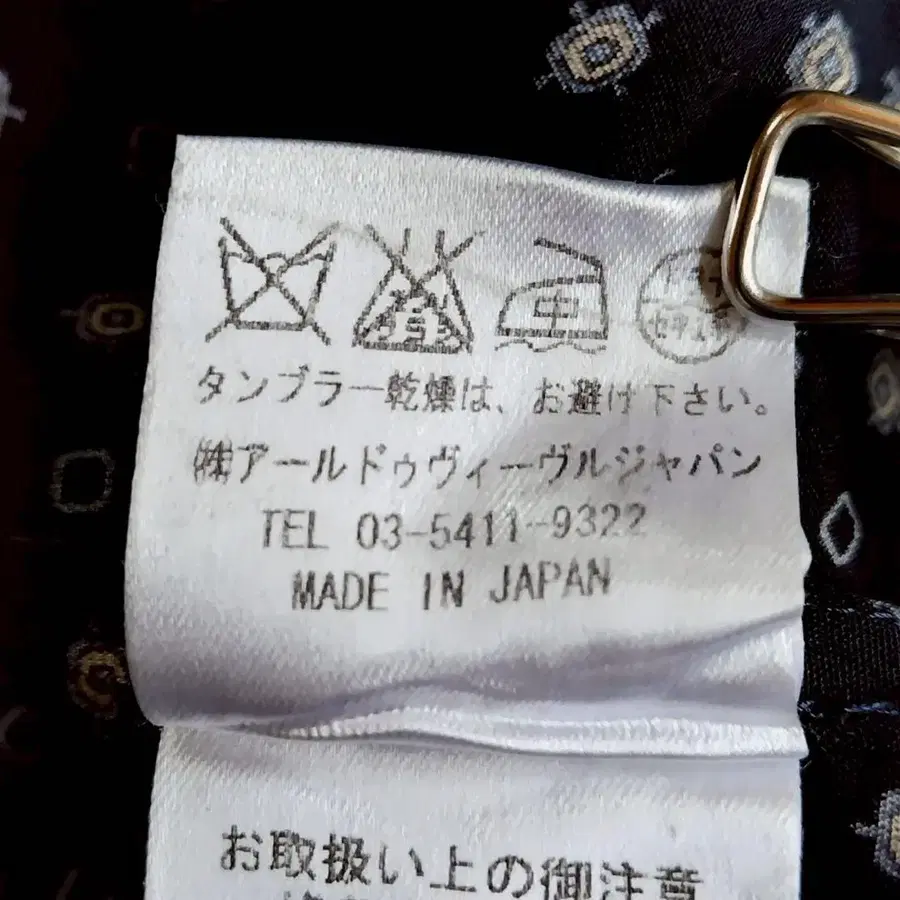 中
タンブラー乾燥は、お避け下さい。
㈱アールドゥヴィーヴルジャパン
TEL 03-5411-9322
MADE IN JAPAN
お取扱い上の御注意